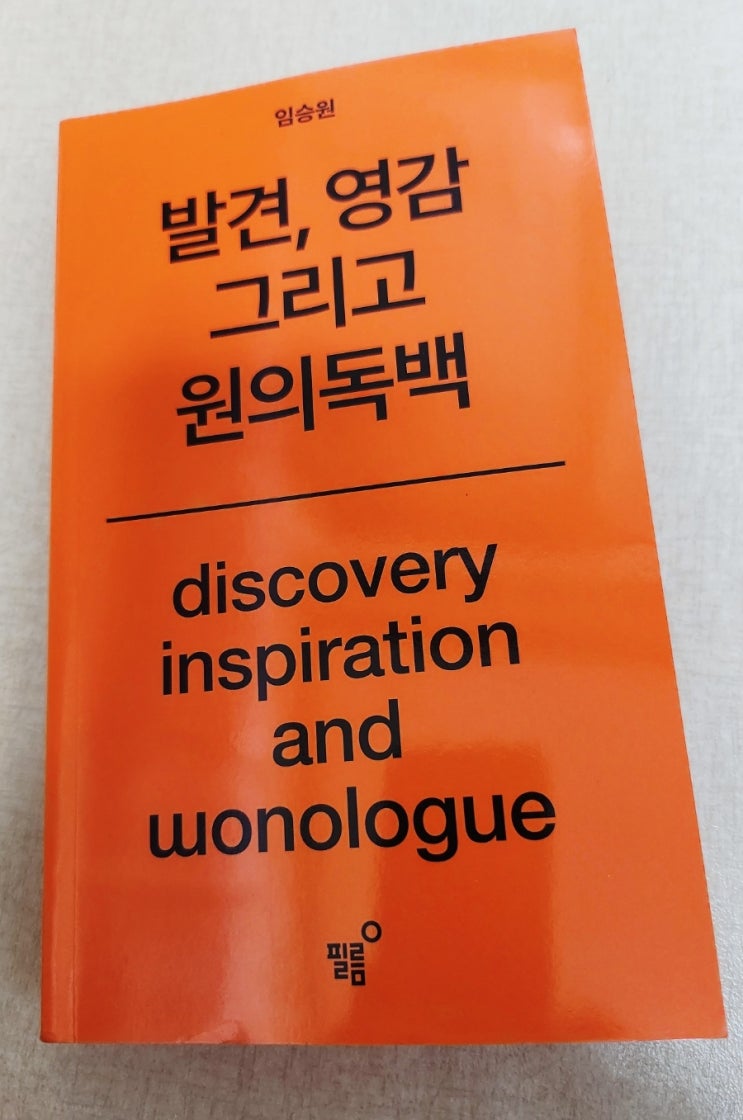 임승원
발견, 영감
그리고
원의독백
discovery
inspiration
and
wonologue
필름